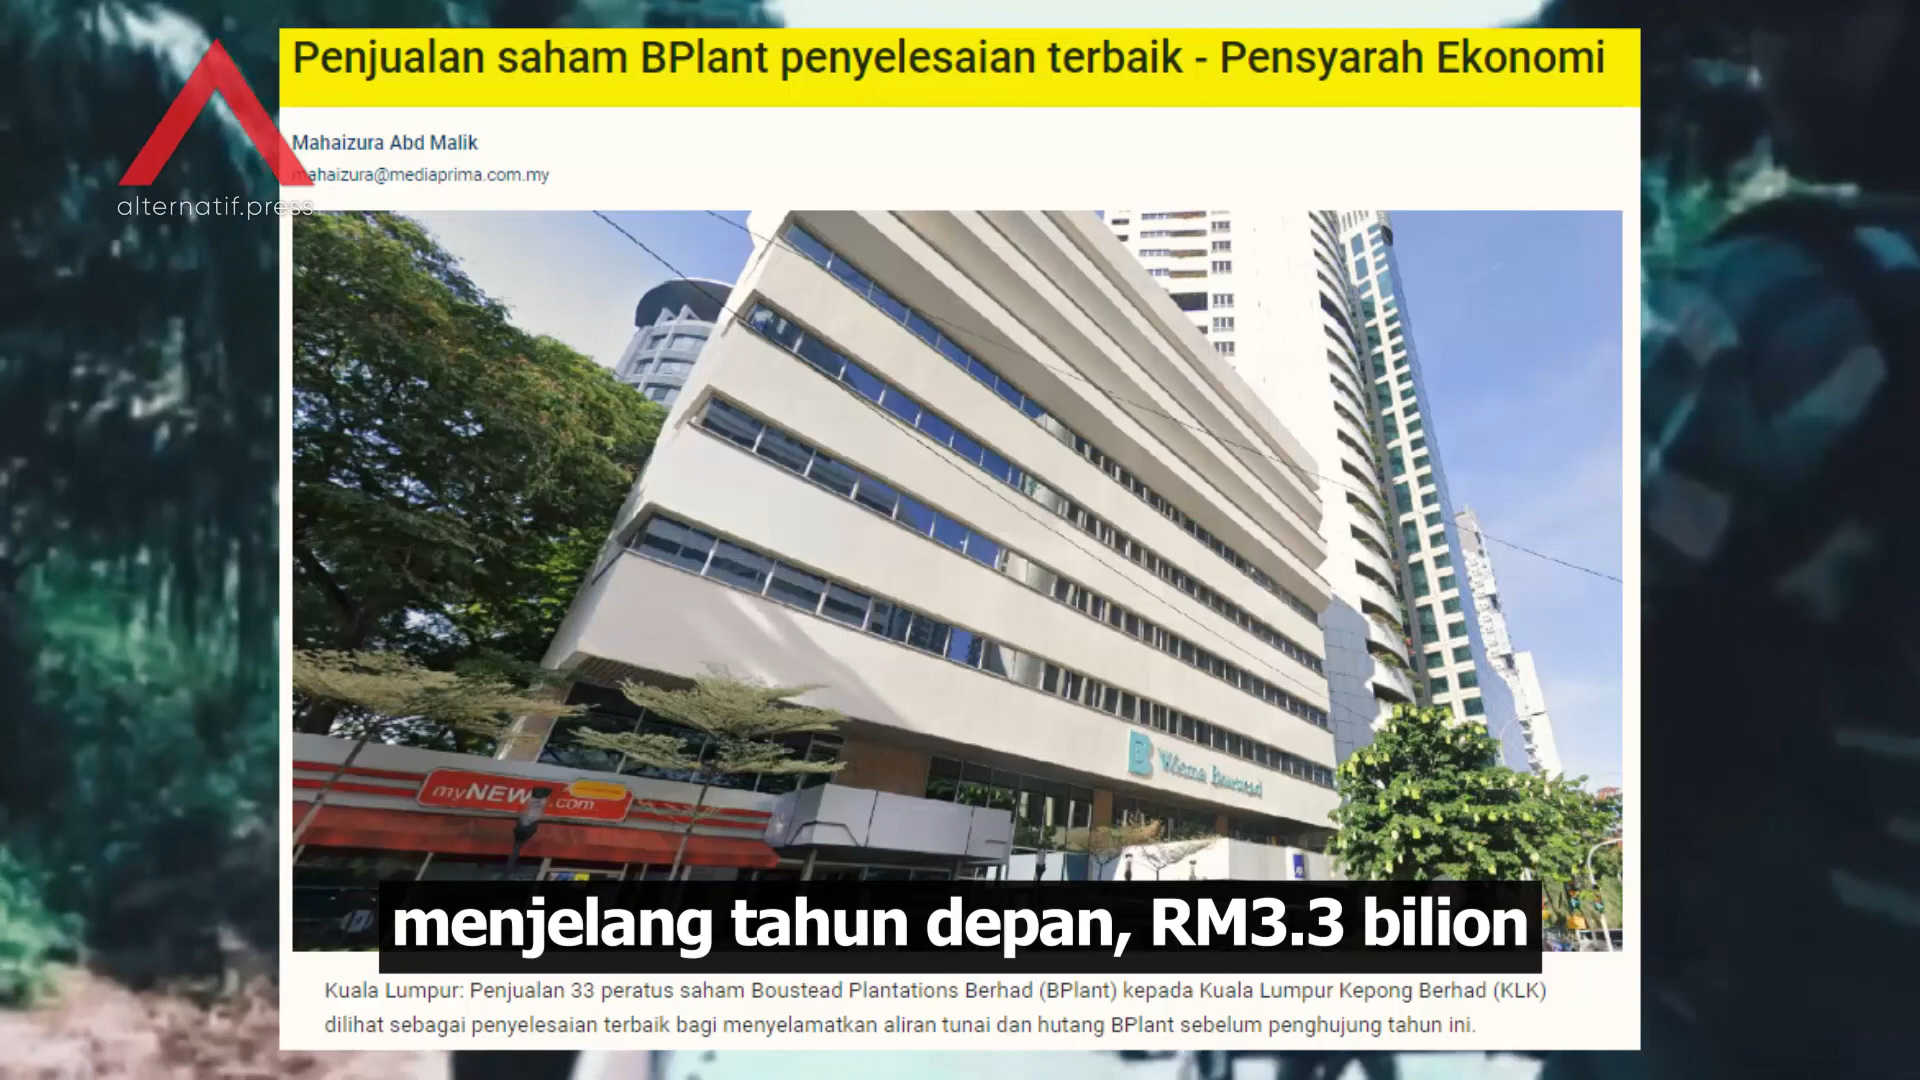 Penjualan saham BPlant penyelesaian terbaik - Pensyarah Ekonomi
Mahaizura Abd Malik
mahaizura@mediaprima.com.my
alternatif.press
Wisma Boustead
myNEWS.com
menjelang tahun depan, RM3.3 bilion
Kuala Lumpur: Penjualan 33 peratus saham Boustead Plantations Berhad (BPlant) kepada Kuala Lumpur Kepong Berhad (KLK)
dilihat sebagai penyelesaian terbaik bagi menyelamatkan aliran tunai dan hutang BPlant sebelum penghujung tahun ini.